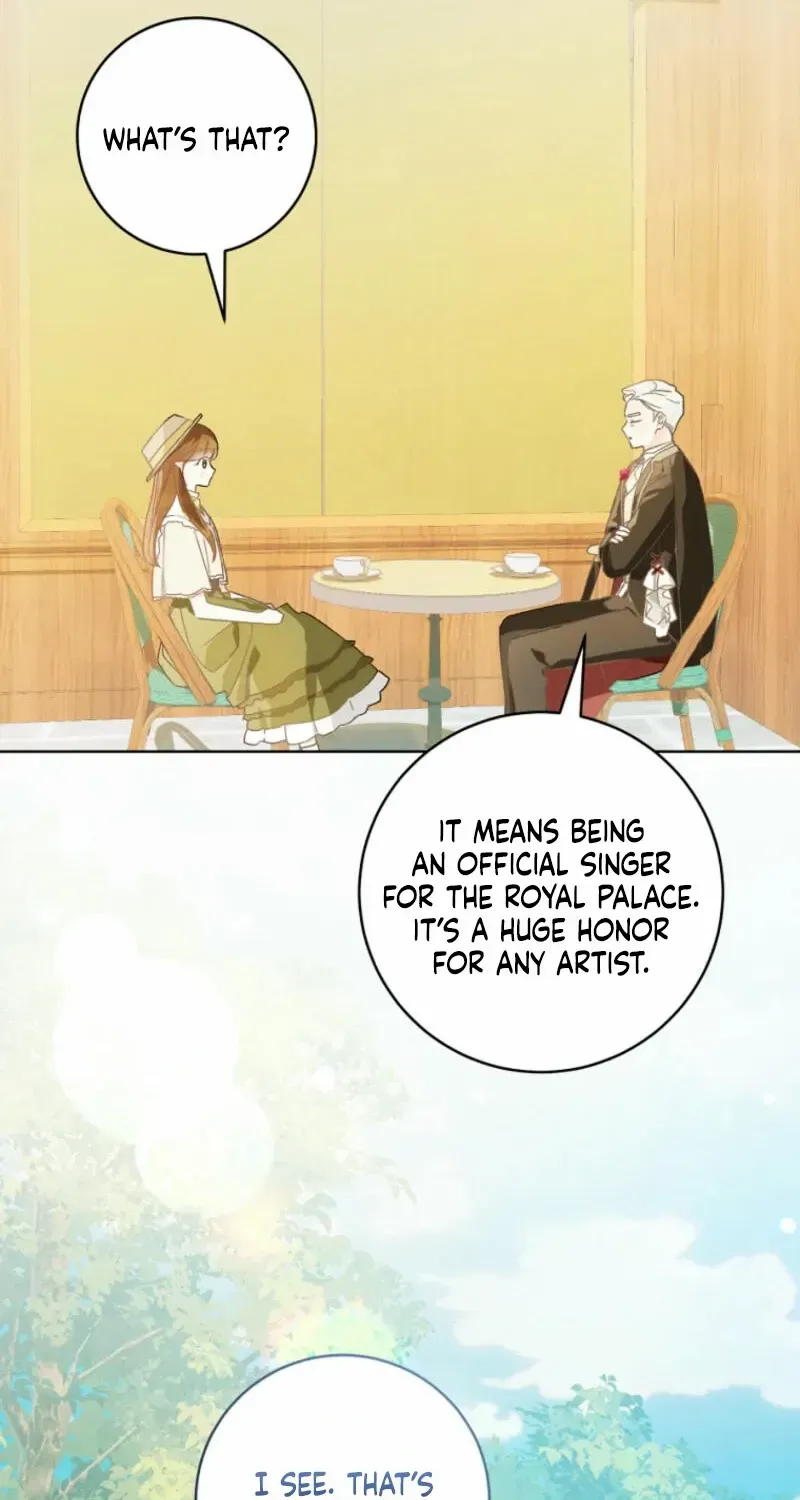 WHAT'S THAT?
IT MEANS BEING
AN OFFICIAL SINGER
FOR THE ROYAL PALACE.
IT'S A HUGE HONOR
FOR ANY ARTIST.
I SEE. THAT'S